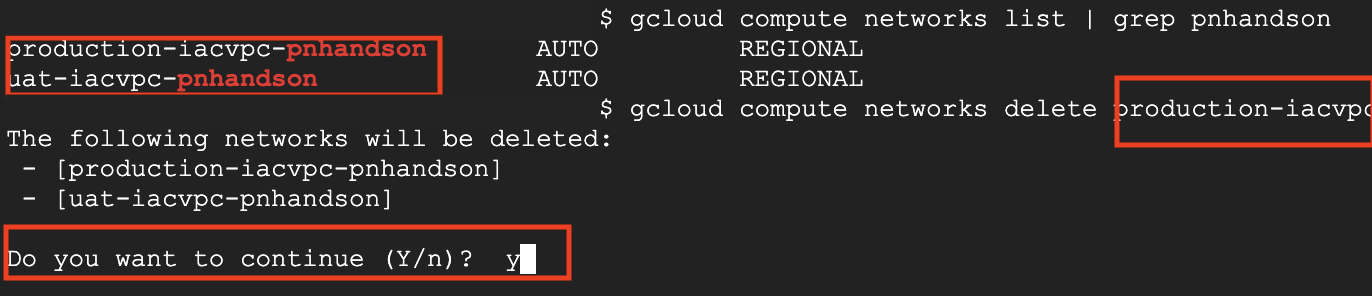 $ gcloud compute networks list | grep pnhandson
production-iacvpc-pnhandson AUTO REGIONAL
uat-iacvpc-pnhandson AUTO REGIONAL
$ gcloud compute networks delete production-iacvpc
The following networks will be deleted:
- [production-iacvpc-pnhandson]
- [uat-iacvpc-pnhandson]
Do you want to continue (Y/n)? y